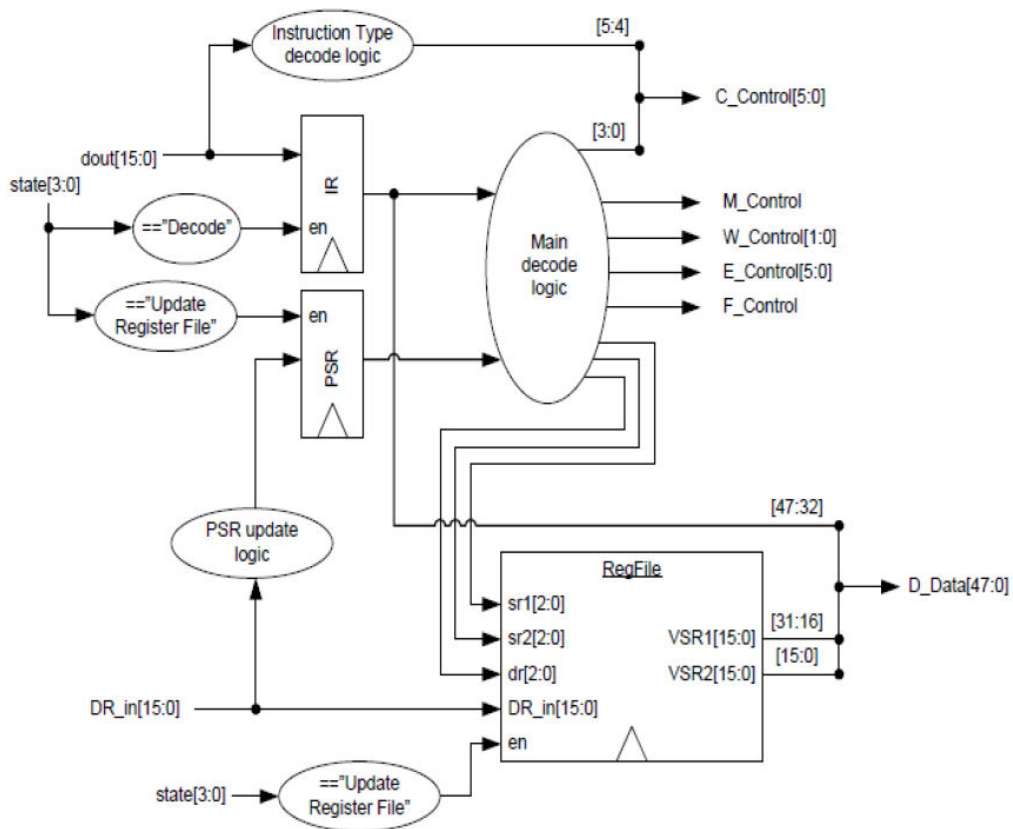 Instruction Type
decode logic
[5:4]
C_Control[5:0]
[3:0]
dout[15:0]
state[3:0]
IR
=="Decode"
en
M_Control
W_Control[1:0]
E_Control[5:0]
F_Control
Main
decode
logic
=="Update
Register File"
en
PSR
PSR update
logic
[47:32]
RegFile
D_Data[47:0]
sr1[2:0]
sr2[2:0]
dr[2:0]
DR_in[15:0]
en
VSR1[15:0]
[31:16]
VSR2[15:0]
[15:0]
DR_in[15:0]
state[3:0]
=="Update
Register File"